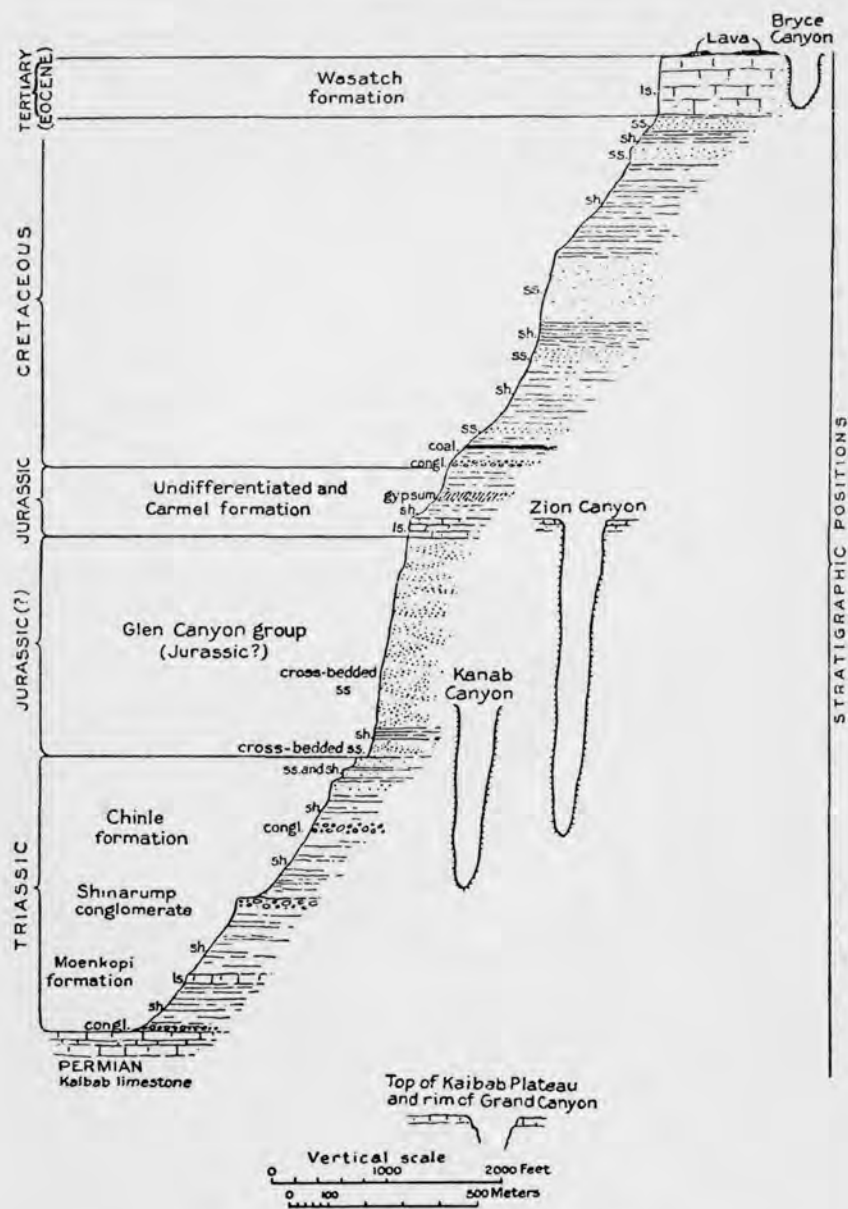 Bryce
Canyon
Lava
TERTIARY
(EOCENE)
Wasatch
formation
ls.
ss.
sh.
ss.
sh.
CRETACEOUS
ss.
sh.
ss.
sh.
ss.
coal.
congl.
JURASSIC
Undifferentiated and
Carmel formation
gypsum
sh.
ls.
Zion Canyon
STRATIGRAPHIC POSITIONS
JURASSIC (?)
Glen Canyon group
(Jurassic?)
cross-bedded
ss
Kanab
Canyon
sh.
cross-bedded ss.
ss. and sh.
TRIASSIC
Chinle
formation
sh.
congl.
sh.
Shinarump
conglomerate
sh.
Moenkopi
formation
ls.
sh.
congl.
PERMIAN
Kaibab limestone
Top of Kaibab Plateau
and rim of Grand Canyon
Vertical scale
0 1000 2000 Feet
0 100 500 Meters